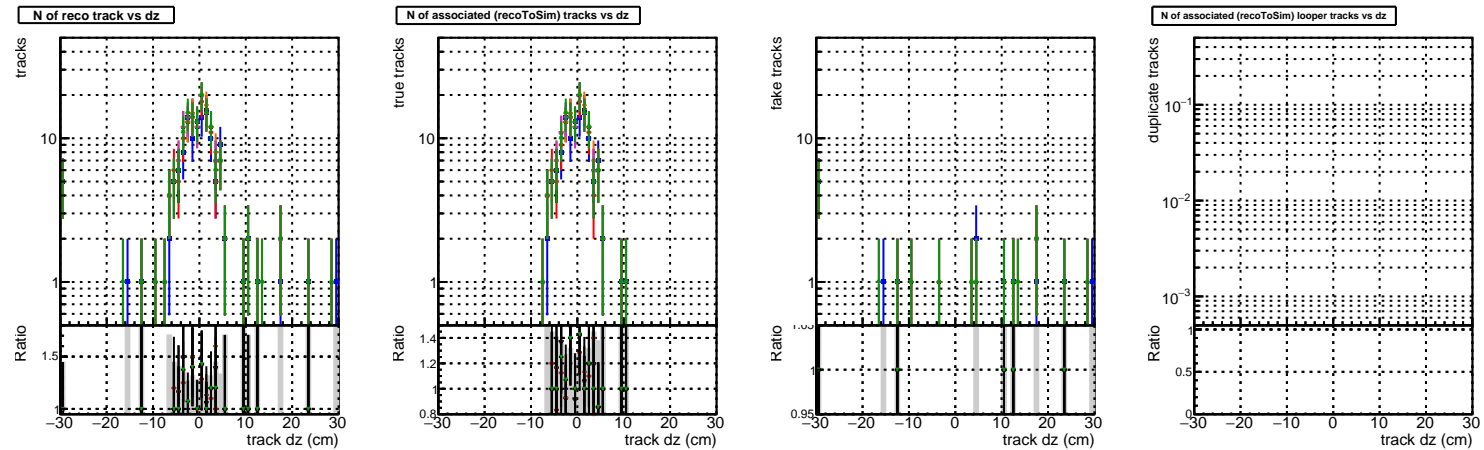 N of reco track vs dz
tracks
10
1
Ratio
1.5
1
−30 −20 −10 0 10 20 30
track dz (cm)
N of associated (recoToSim) tracks vs dz
true tracks
10
1
Ratio
1.4
1.2
1
0.8
−30 −20 −10 0 10 20 30
track dz (cm)
fake tracks
10
1
Ratio
1.05
1
0.95
−30 −20 −10 0 10 20 30
track dz (cm)
N of associated (recoToSim) looper tracks vs dz
duplicate tracks
10−1
10−2
10−3
Ratio
1
0.5
0
−30 −20 −10 0 10 20 30
track dz (cm)